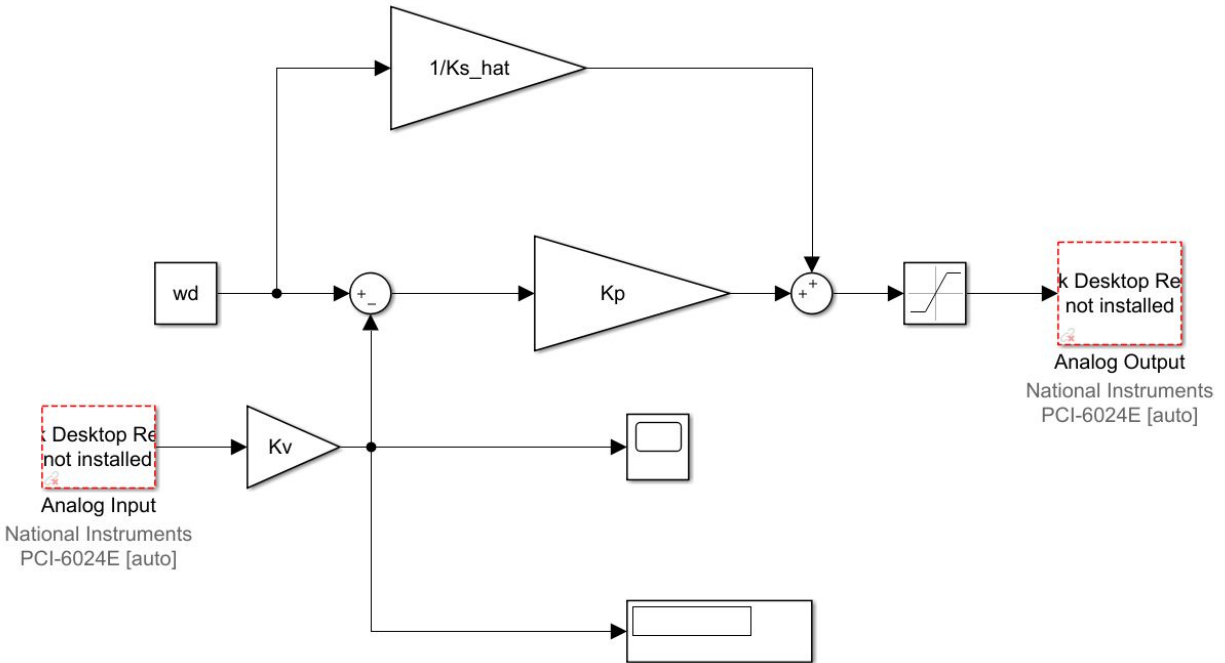 1/Ks_hat
wd
+
_
Kp
+
+
k Desktop Re
not installed
Analog Output
National Instruments
PCI-6024E [auto]
k Desktop Re
not installed
Analog Input
National Instruments
PCI-6024E [auto]
Kv